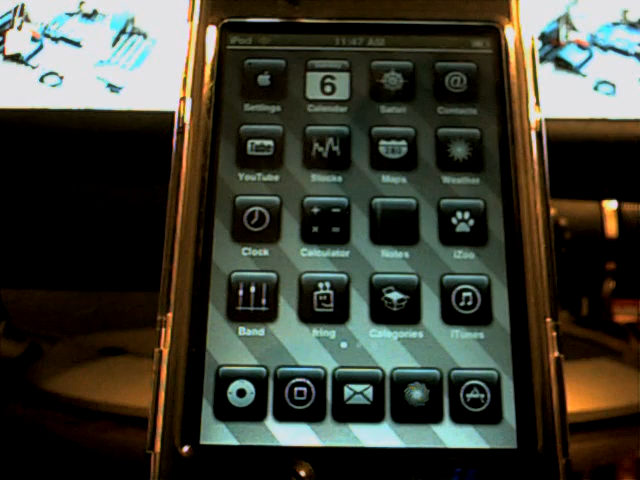 iPod 11:47 AM
6
Settings Calendar Safari Contacts
Tube
YouTube Stocks Maps Weather
Clock Calculator Notes iZoo
Band fring Categories iTunes